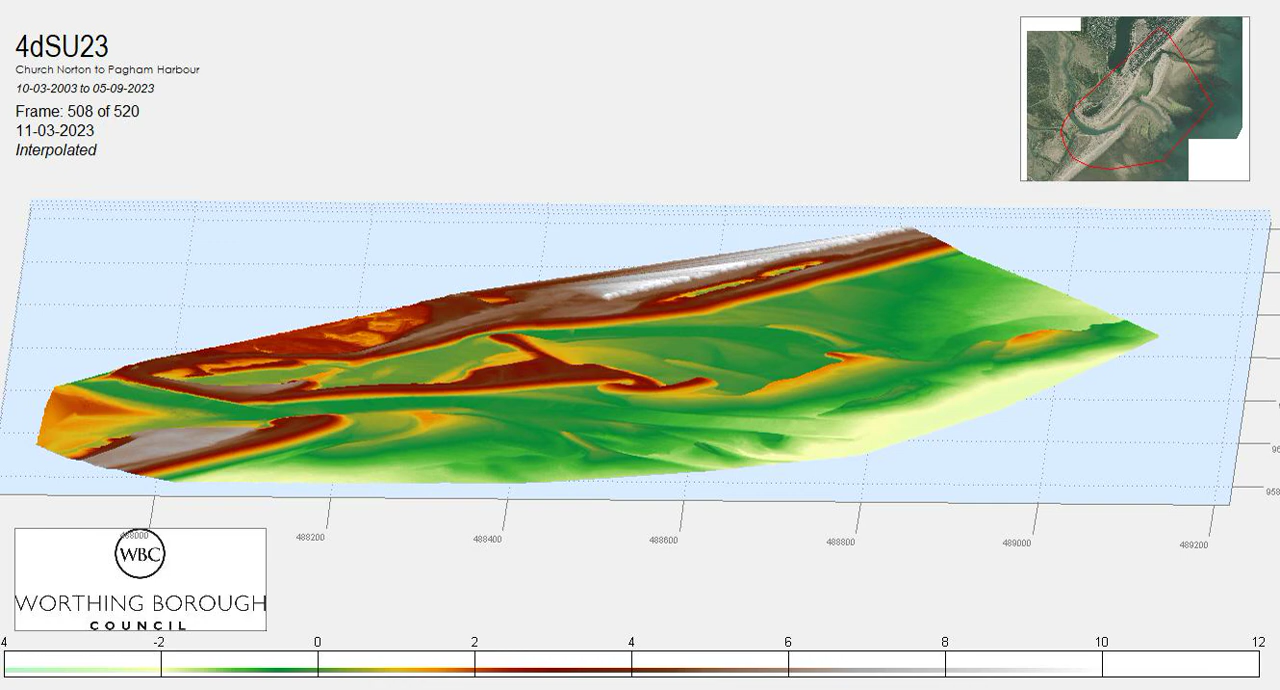 4dSU23
Church Norton to Pagham Harbour
10-03-2003 to 05-09-2023
Frame: 508 of 520
11-03-2023
Interpolated
958
488000
488200
488400
488600
488800
489000
489200
WBC
WORTHING BOROUGH
COUNCIL
4 -2 0 2 4 6 8 10 12